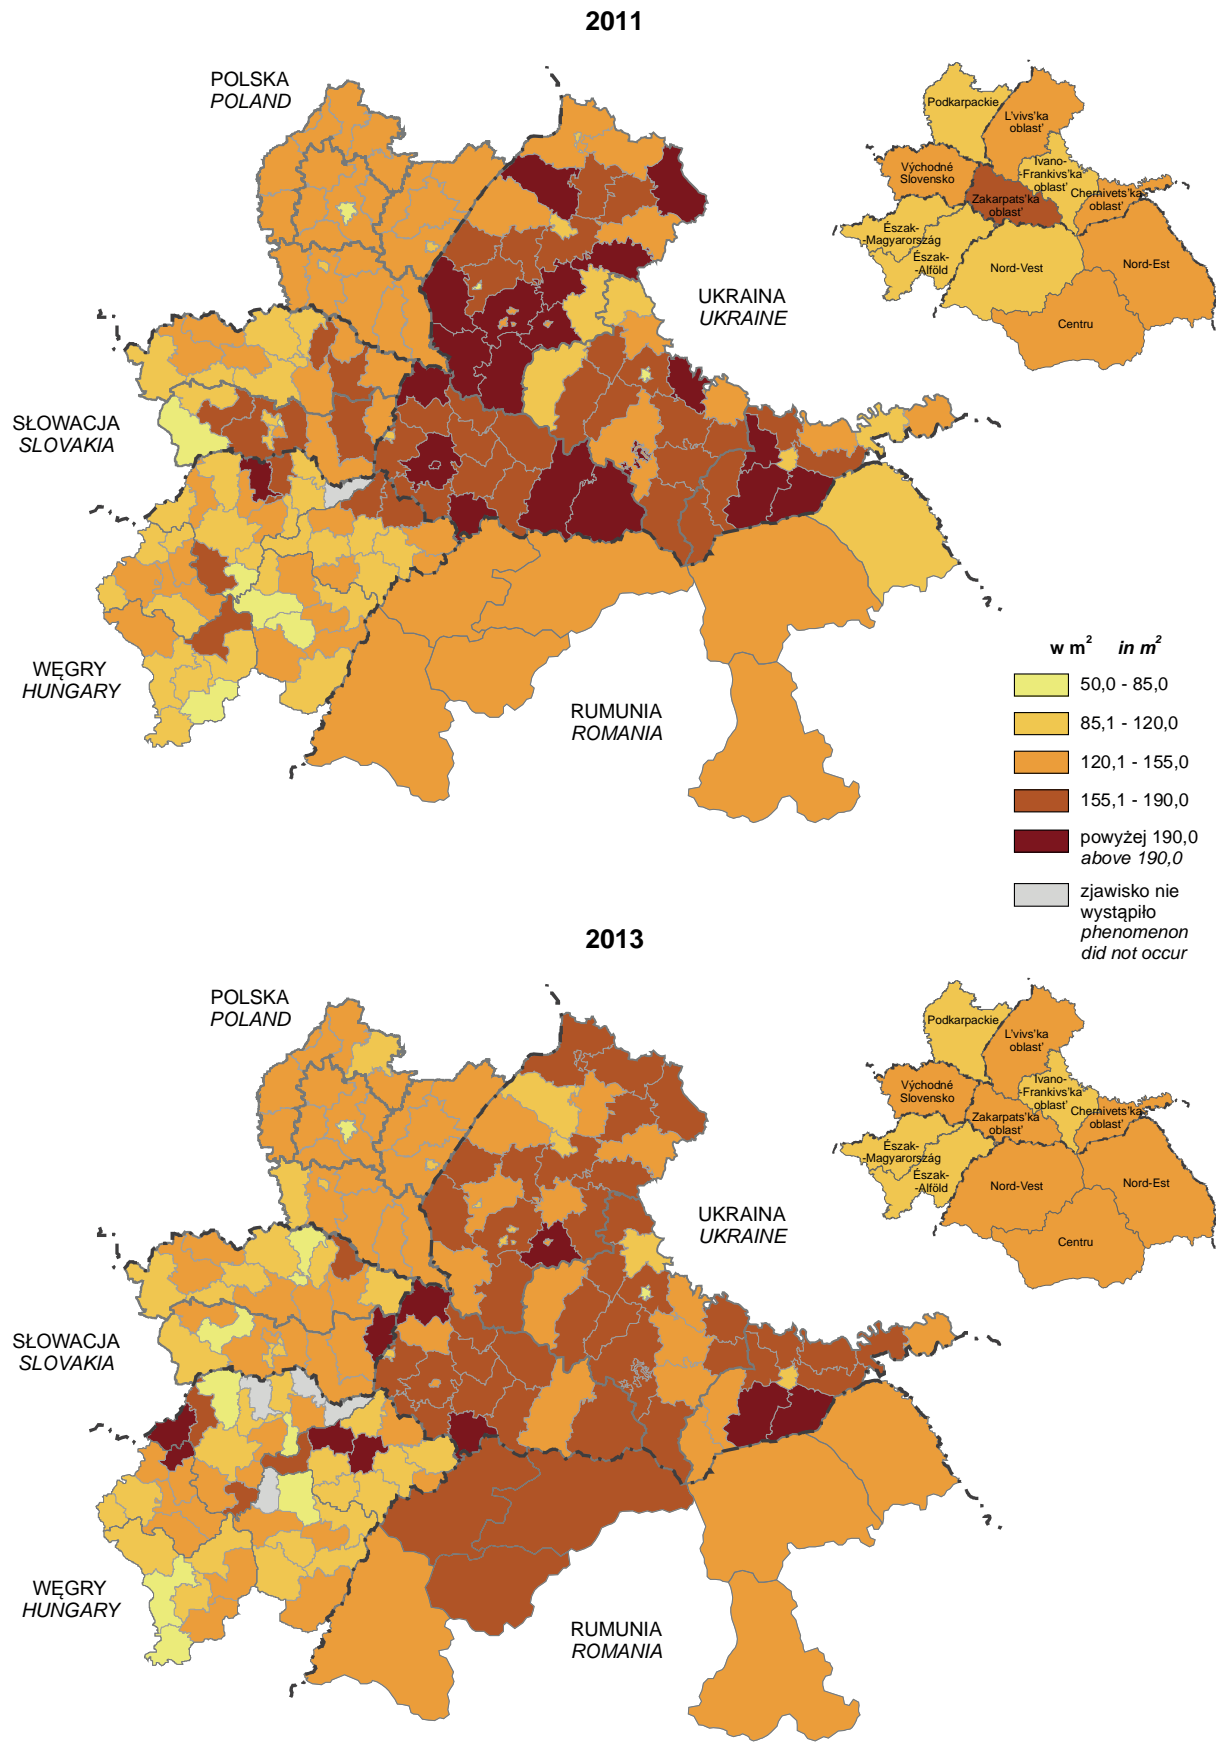 2011
POLSKA
POLAND
Podkarpackie
L'vivs'ka
oblast'
Východné
Slovensko
Ivano-
-Frankivs'ka
oblast'
Zakarpats'ka
oblast'
Chernivets'ka
oblast'
Észak-
-Magyarország
Észak-
-Alföld
Nord-Vest
Nord-Est
Centru
UKRAINA
UKRAINE
SŁOWACJA
SLOVAKIA
WĘGRY
HUNGARY
RUMUNIA
ROMANIA
w m² in m²
50,0 - 85,0
85,1 - 120,0
120,1 - 155,0
155,1 - 190,0
powyżej 190,0
above 190,0
zjawisko nie
wystąpiło
phenomenon
did not occur
2013
POLSKA
POLAND
Podkarpackie
L'vivs'ka
oblast'
Východné
Slovensko
Ivano-
-Frankivs'ka
oblast'
Zakarpats'ka
oblast'
Chernivets'ka
oblast'
Észak-
-Magyarország
Észak-
-Alföld
Nord-Vest
Nord-Est
Centru
UKRAINA
UKRAINE
SŁOWACJA
SLOVAKIA
WĘGRY
HUNGARY
RUMUNIA
ROMANIA